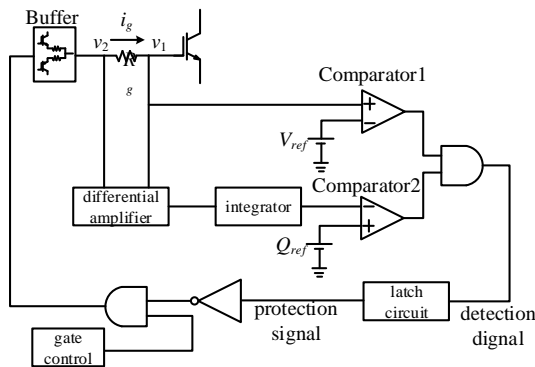 Buffer
i_g
v_2
v_1
R
g
Comparator1
+
−
V_ref
differential
amplifier
integrator
Comparator2
−
+
Q_ref
protection
signal
latch
circuit
detection
dignal
gate
control